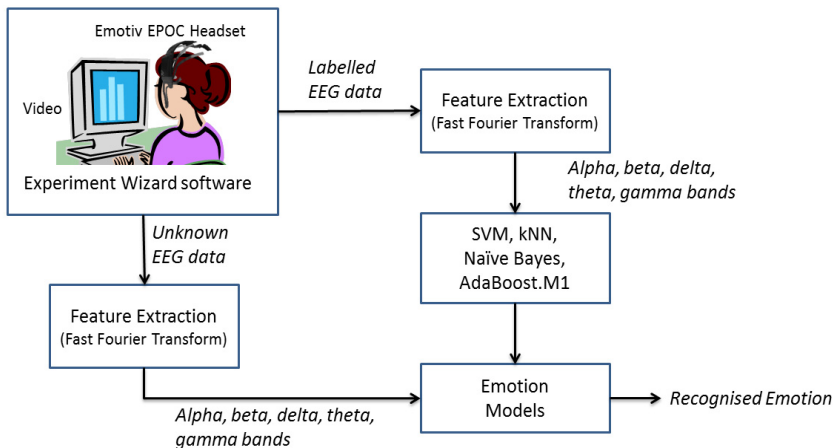 Emotiv EPOC Headset
Video
Experiment Wizard software
Labelled
EEG data
Feature Extraction
(Fast Fourier Transform)
Alpha, beta, delta,
theta, gamma bands
SVM, kNN,
Naïve Bayes,
AdaBoost.M1
Unknown
EEG data
Feature Extraction
(Fast Fourier Transform)
Alpha, beta, delta, theta,
gamma bands
Emotion
Models
Recognised Emotion